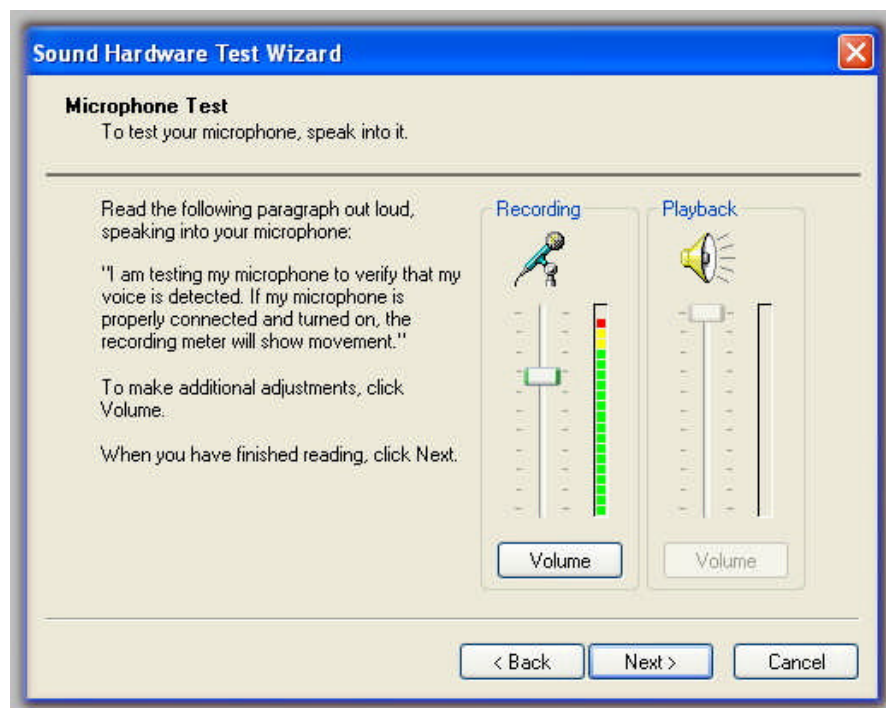 Sound Hardware Test Wizard
Microphone Test
To test your microphone, speak into it.
Read the following paragraph out loud,
speaking into your microphone:
"I am testing my microphone to verify that my
voice is detected. If my microphone is
properly connected and turned on, the
recording meter will show movement."
To make additional adjustments, click
Volume.
When you have finished reading, click Next.
Recording
Volume
Playback
Volume
< Back
Next >
Cancel